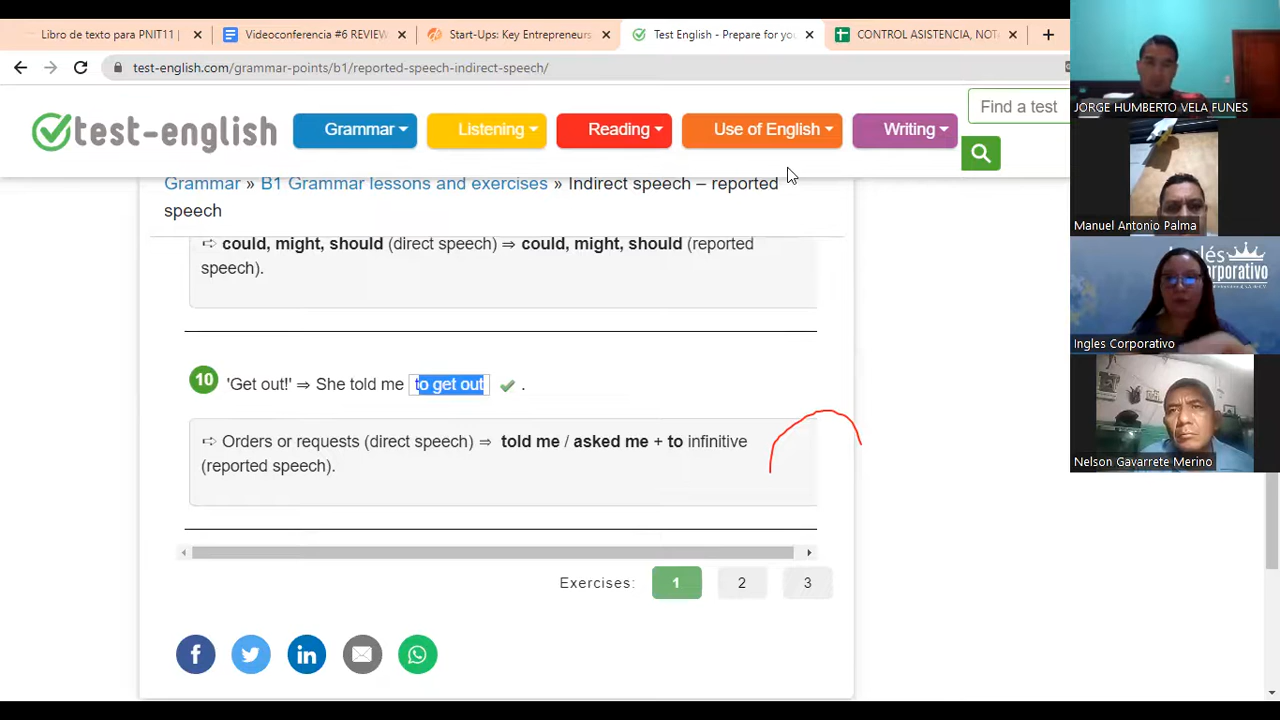 Libro de texto para PNIT11 |
Videoconferencia #6 REVIEW
Start-Ups: Key Entrepreneurs
Test English - Prepare for you
CONTROL ASISTENCIA, NOTA
test-english.com/grammar-points/b1/reported-speech-indirect-speech/
test-english
Grammar
Listening
Reading
Use of English
Writing
Find a test
Grammar » B1 Grammar lessons and exercises » Indirect speech – reported
speech
⇨ could, might, should (direct speech) ⇒ could, might, should (reported
speech).
10 'Get out!' ⇒ She told me to get out .
⇨ Orders or requests (direct speech) ⇒ told me / asked me + to infinitive
(reported speech).
Exercises: 1 2 3
JORGE HUMBERTO VELA FUNES
Manuel Antonio Palma
Ingles Corporativo
Nelson Gavarrete Merino